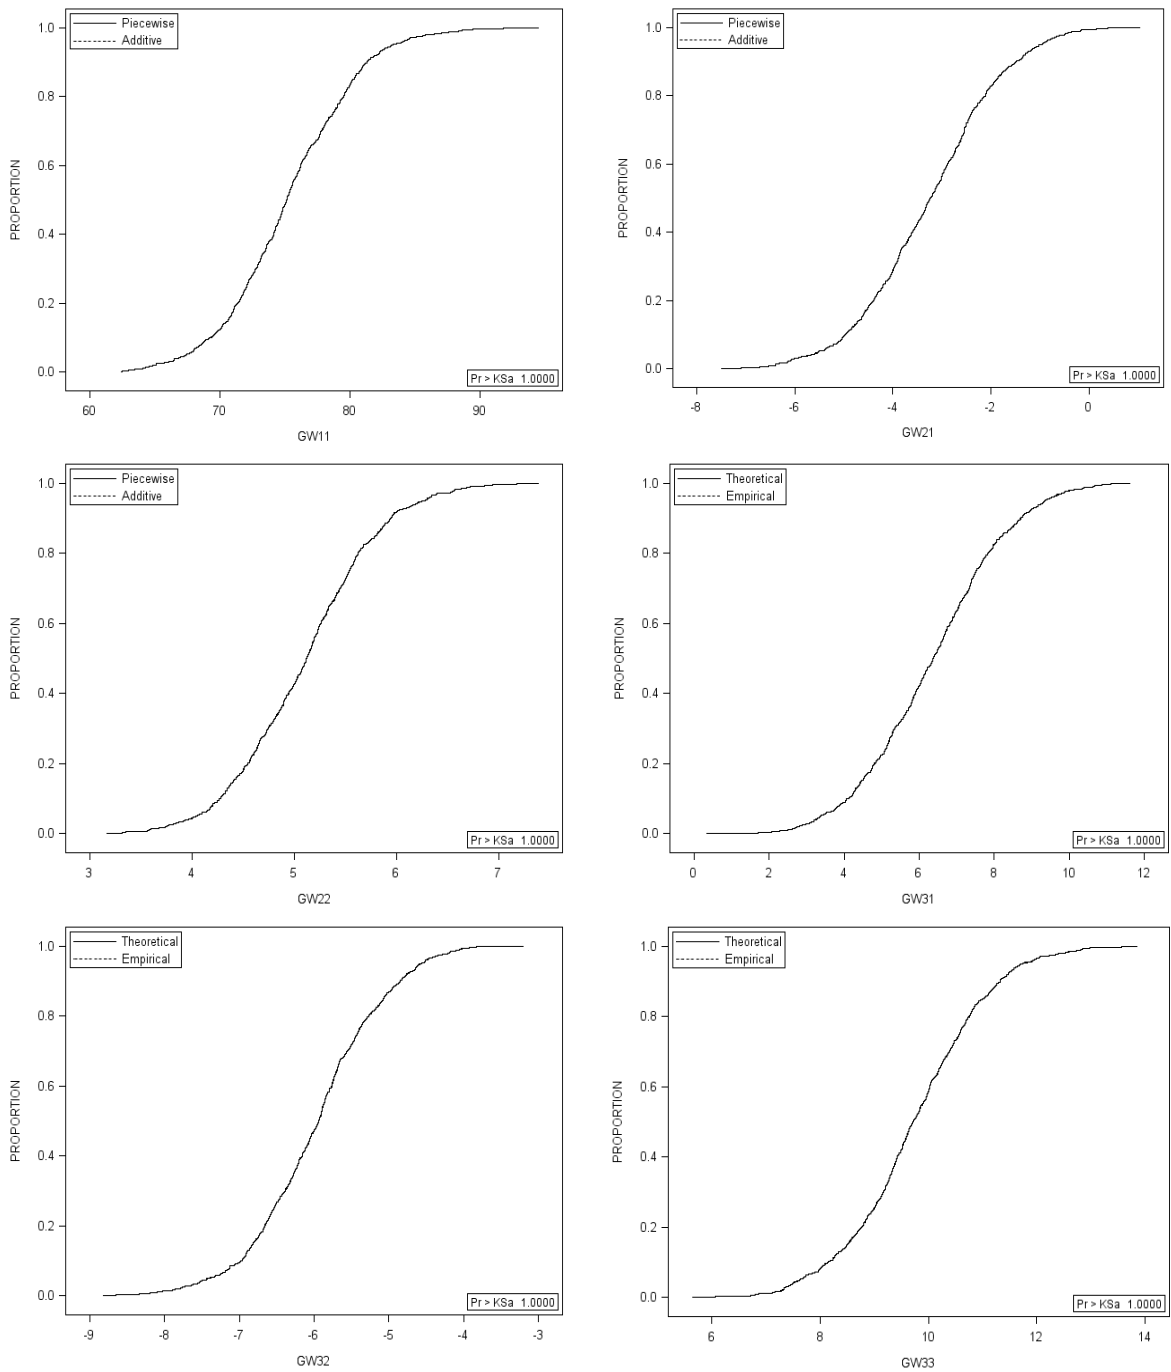 Piecewise
Additive
PROPORTION
1.0
0.8
0.6
0.4
0.2
0.0
Pr > KSa 1.0000
60 70 80 90
GW11
Piecewise
Additive
PROPORTION
1.0
0.8
0.6
0.4
0.2
0.0
Pr > KSa 1.0000
-8 -6 -4 -2 0
GW21
Piecewise
Additive
PROPORTION
1.0
0.8
0.6
0.4
0.2
0.0
Pr > KSa 1.0000
3 4 5 6 7
GW22
Theoretical
Empirical
PROPORTION
1.0
0.8
0.6
0.4
0.2
0.0
Pr > KSa 1.0000
0 2 4 6 8 10 12
GW31
Theoretical
Empirical
PROPORTION
1.0
0.8
0.6
0.4
0.2
0.0
Pr > KSa 1.0000
-9 -8 -7 -6 -5 -4 -3
GW32
Theoretical
Empirical
PROPORTION
1.0
0.8
0.6
0.4
0.2
0.0
Pr > KSa 1.0000
6 8 10 12 14
GW33